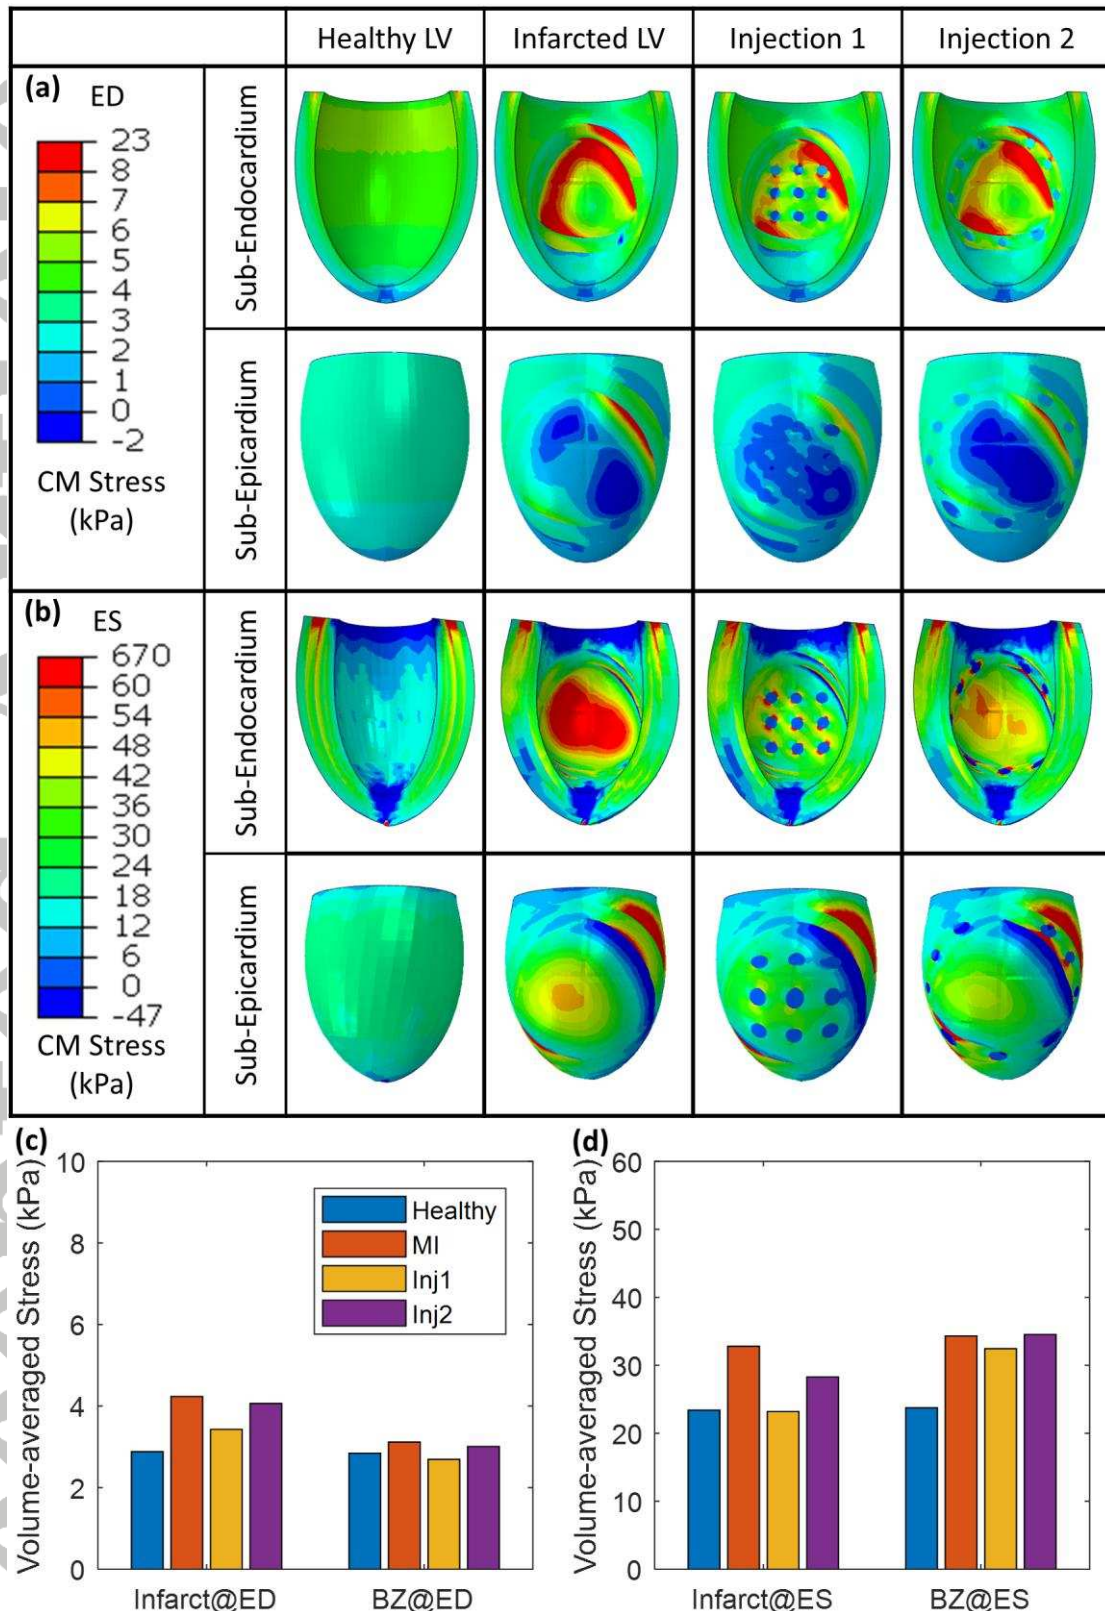 Healthy LV Infarcted LV Injection 1 Injection 2
(a) ED
23
8
7
6
5
4
3
2
1
0
-2
CM Stress
(kPa)
Sub-Endocardium
Sub-Epicardium
(b) ES
670
60
54
48
42
36
30
24
18
12
6
0
-47
CM Stress
(kPa)
Sub-Endocardium
Sub-Epicardium
(c)
Volume-averaged Stress (kPa)
10
8
6
4
2
0
Healthy
MI
Inj1
Inj2
Infarct@ED BZ@ED
(d)
Volume-averaged Stress (kPa)
60
50
40
30
20
10
0
Infarct@ES BZ@ES